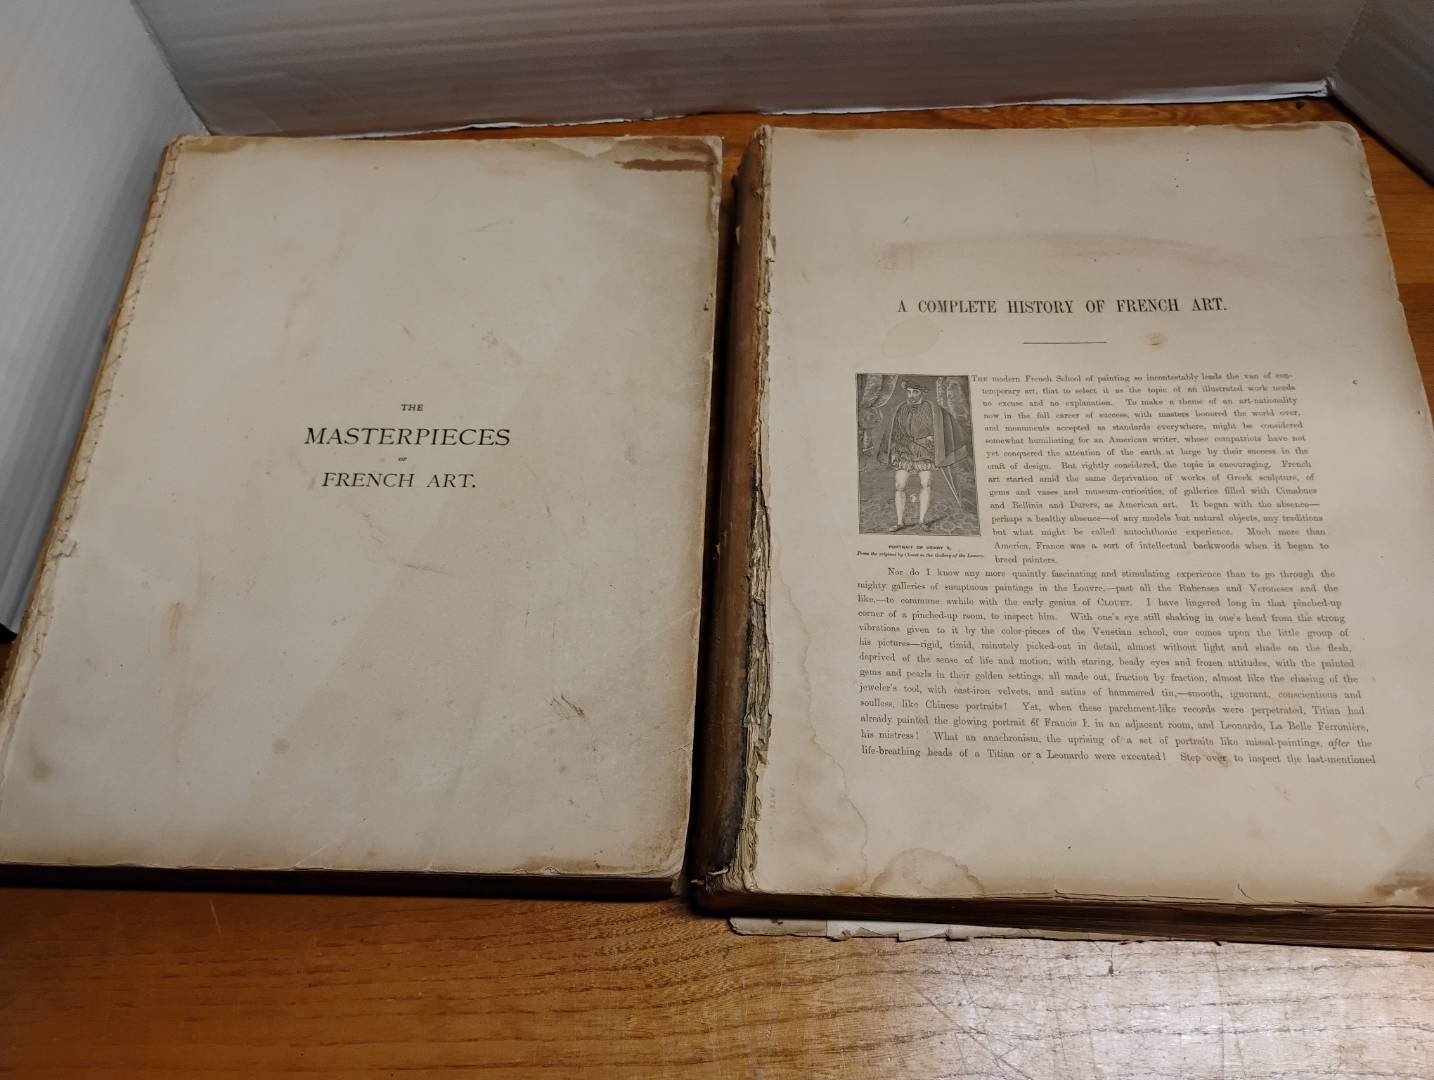 THE
MASTERPIECES
OF
FRENCH ART.
A COMPLETE HISTORY OF FRENCH ART.
THE modern French School of painting so incontestably leads the van of con-
temporary art, that to select it as the topic of an illustrated work needs
no excuse and no explanation. To make a theme of an art-nationality
now in the full career of success, with masters honored the world over,
and monuments accepted as standards everywhere, might be considered
somewhat humiliating for an American writer, whose compatriots have not
yet conquered the attention of the earth at large by their success in the
craft of design. But rightly considered, the topic is encouraging. French
art started amid the same deprivation of works of Greek sculpture, of
gems and vases and museum-curiosities, of galleries filled with Cimabues
and Bellinis and Durers, as American art. It began with the absence—
perhaps a healthy absence—of any models but natural objects, any traditions
but what might be called autochthonic experience. Much more than
America, France was a sort of intellectual backwoods when it began to
breed painters.
PORTRAIT OF HENRY II.
From the original by Clouet in the Gallery of the Louvre.
Nor do I know any more quaintly fascinating and stimulating experience than to go through the
mighty galleries of sumptuous paintings in the Louvre,—past all the Rubenses and Veroneses and the
like,—to commune awhile with the early genius of CLOUET. I have lingered long in that pinched-up
corner of a pinched-up room, to inspect him. With one's eye still shaking in one's head from the strong
vibrations given to it by the color-pieces of the Venetian school, one comes upon the little group of
his pictures—rigid, timid, minutely picked-out in detail, almost without light and shade on the flesh,
deprived of the sense of life and motion, with staring, beady eyes and frozen attitudes, with the painted
gems and pearls in their golden settings, all made out, fraction by fraction, almost like the chasing of the
jeweler's tool, with cast-iron velvets, and satins of hammered tin,—smooth, ignorant, conscientious and
soulless, like Chinese portraits! Yet, when these parchment-like records were perpetrated, Titian had
already painted the glowing portrait of Francis I. in an adjacent room, and Leonardo, La Belle Ferronière,
his mistress! What an anachronism, the uprising of a set of portraits like missal-paintings, after the
life-breathing heads of a Titian or a Leonardo were executed! Step over to inspect the last-mentioned